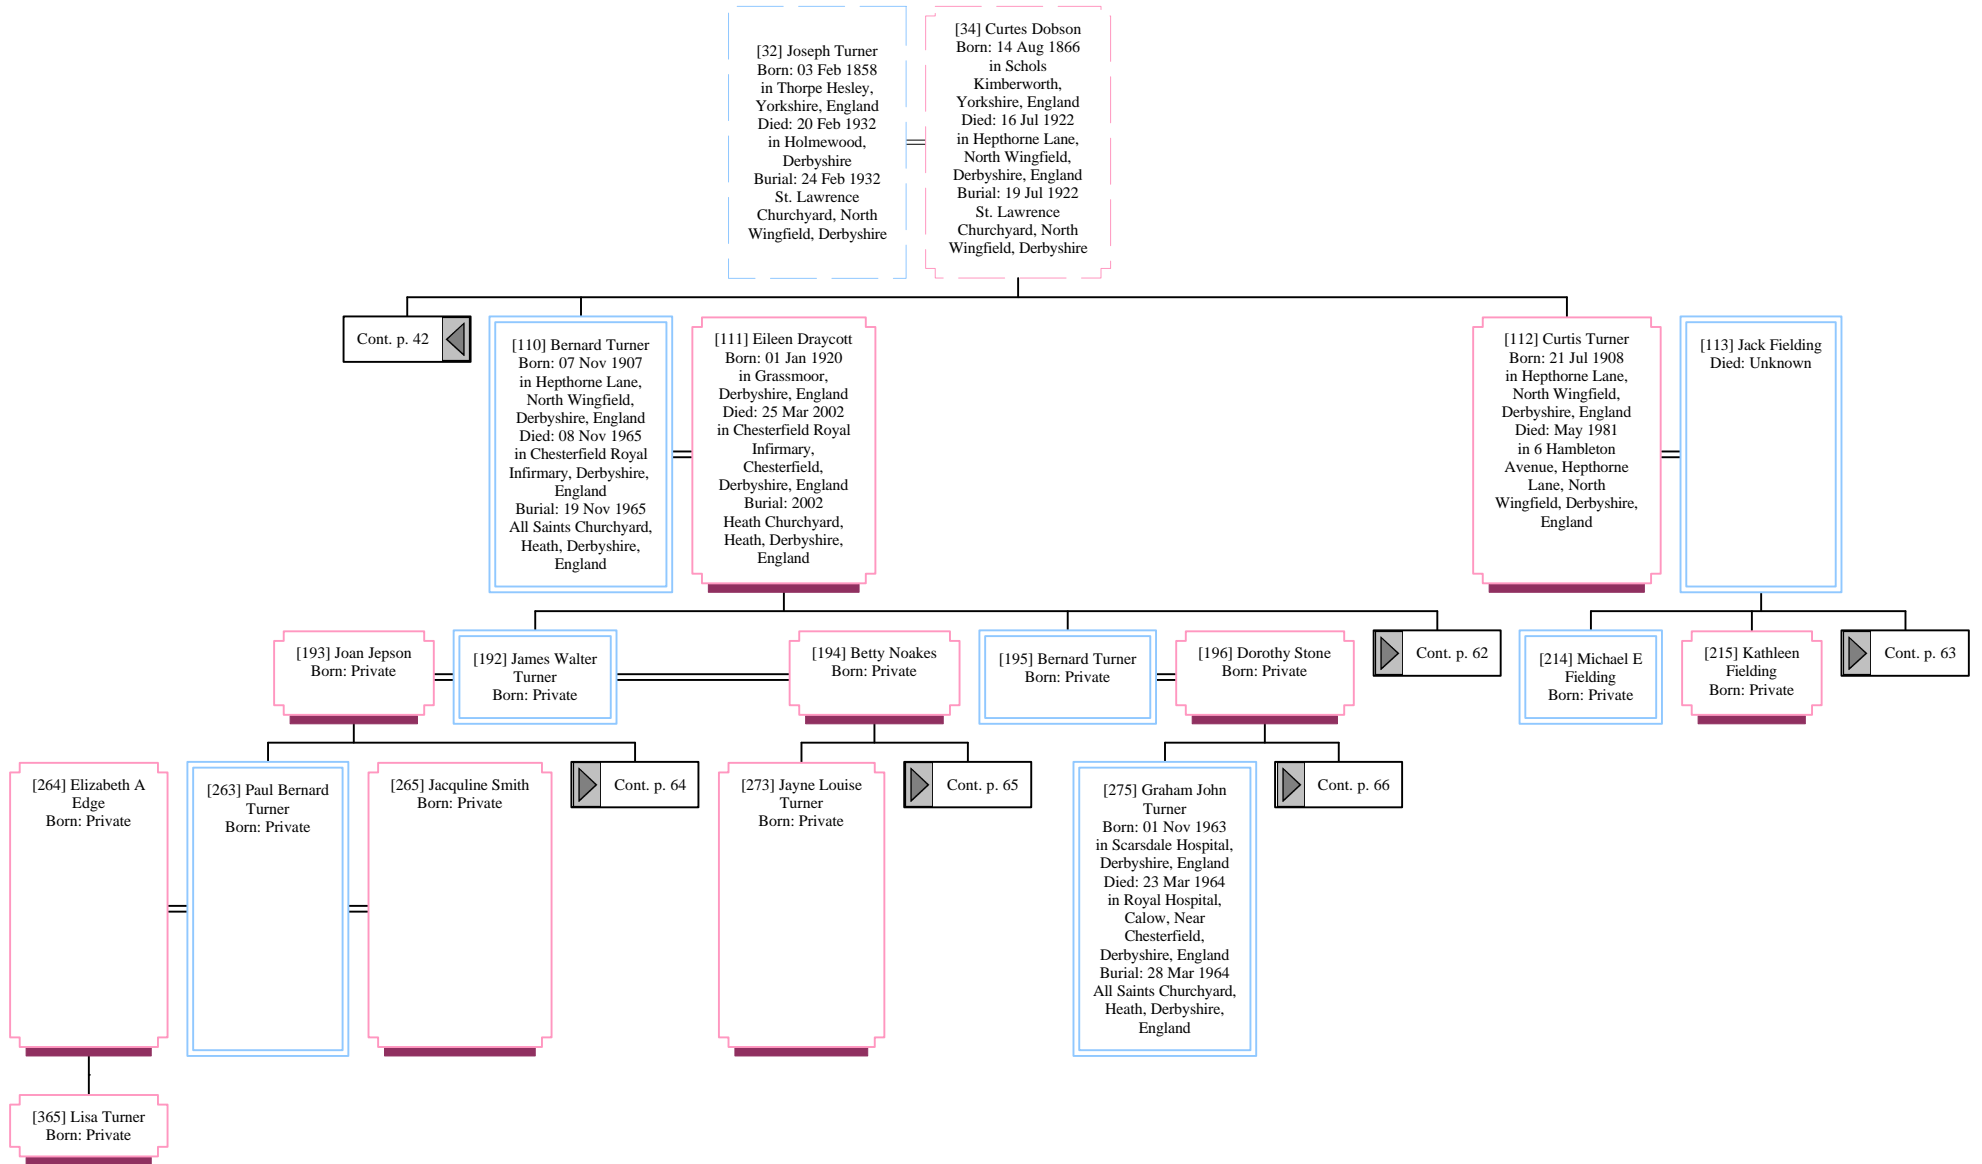 [32] Joseph Turner
Born: 03 Feb 1858
in Thorpe Hesley,
Yorkshire, England
Died: 20 Feb 1932
in Holmewood,
Derbyshire
Burial: 24 Feb 1932
St. Lawrence
Churchyard, North
Wingfield, Derbyshire
[34] Curtes Dobson
Born: 14 Aug 1866
in Schols
Kimberworth,
Yorkshire, England
Died: 16 Jul 1922
in Hepthorne Lane,
North Wingfield,
Derbyshire, England
Burial: 19 Jul 1922
St. Lawrence
Churchyard, North
Wingfield, Derbyshire
Cont. p. 42
[110] Bernard Turner
Born: 07 Nov 1907
in Hepthorne Lane,
North Wingfield,
Derbyshire, England
Died: 08 Nov 1965
in Chesterfield Royal
Infirmary, Derbyshire,
England
Burial: 19 Nov 1965
All Saints Churchyard,
Heath, Derbyshire,
England
[111] Eileen Draycott
Born: 01 Jan 1920
in Grassmoor,
Derbyshire, England
Died: 25 Mar 2002
in Chesterfield Royal
Infirmary,
Chesterfield,
Derbyshire, England
Burial: 2002
Heath Churchyard,
Heath, Derbyshire,
England
[112] Curtis Turner
Born: 21 Jul 1908
in Hepthorne Lane,
North Wingfield,
Derbyshire, England
Died: May 1981
in 6 Hambleton
Avenue, Hepthorne
Lane, North
Wingfield, Derbyshire,
England
[113] Jack Fielding
Died: Unknown
[193] Joan Jepson
Born: Private
[192] James Walter
Turner
Born: Private
[194] Betty Noakes
Born: Private
[195] Bernard Turner
Born: Private
[196] Dorothy Stone
Born: Private
Cont. p. 62
[214] Michael E
Fielding
Born: Private
[215] Kathleen
Fielding
Born: Private
Cont. p. 63
[264] Elizabeth A
Edge
Born: Private
[263] Paul Bernard
Turner
Born: Private
[265] Jacquline Smith
Born: Private
Cont. p. 64
[273] Jayne Louise
Turner
Born: Private
Cont. p. 65
[275] Graham John
Turner
Born: 01 Nov 1963
in Scarsdale Hospital,
Derbyshire, England
Died: 23 Mar 1964
in Royal Hospital,
Calow, Near
Chesterfield,
Derbyshire, England
Burial: 28 Mar 1964
All Saints Churchyard,
Heath, Derbyshire,
England
Cont. p. 66
[365] Lisa Turner
Born: Private